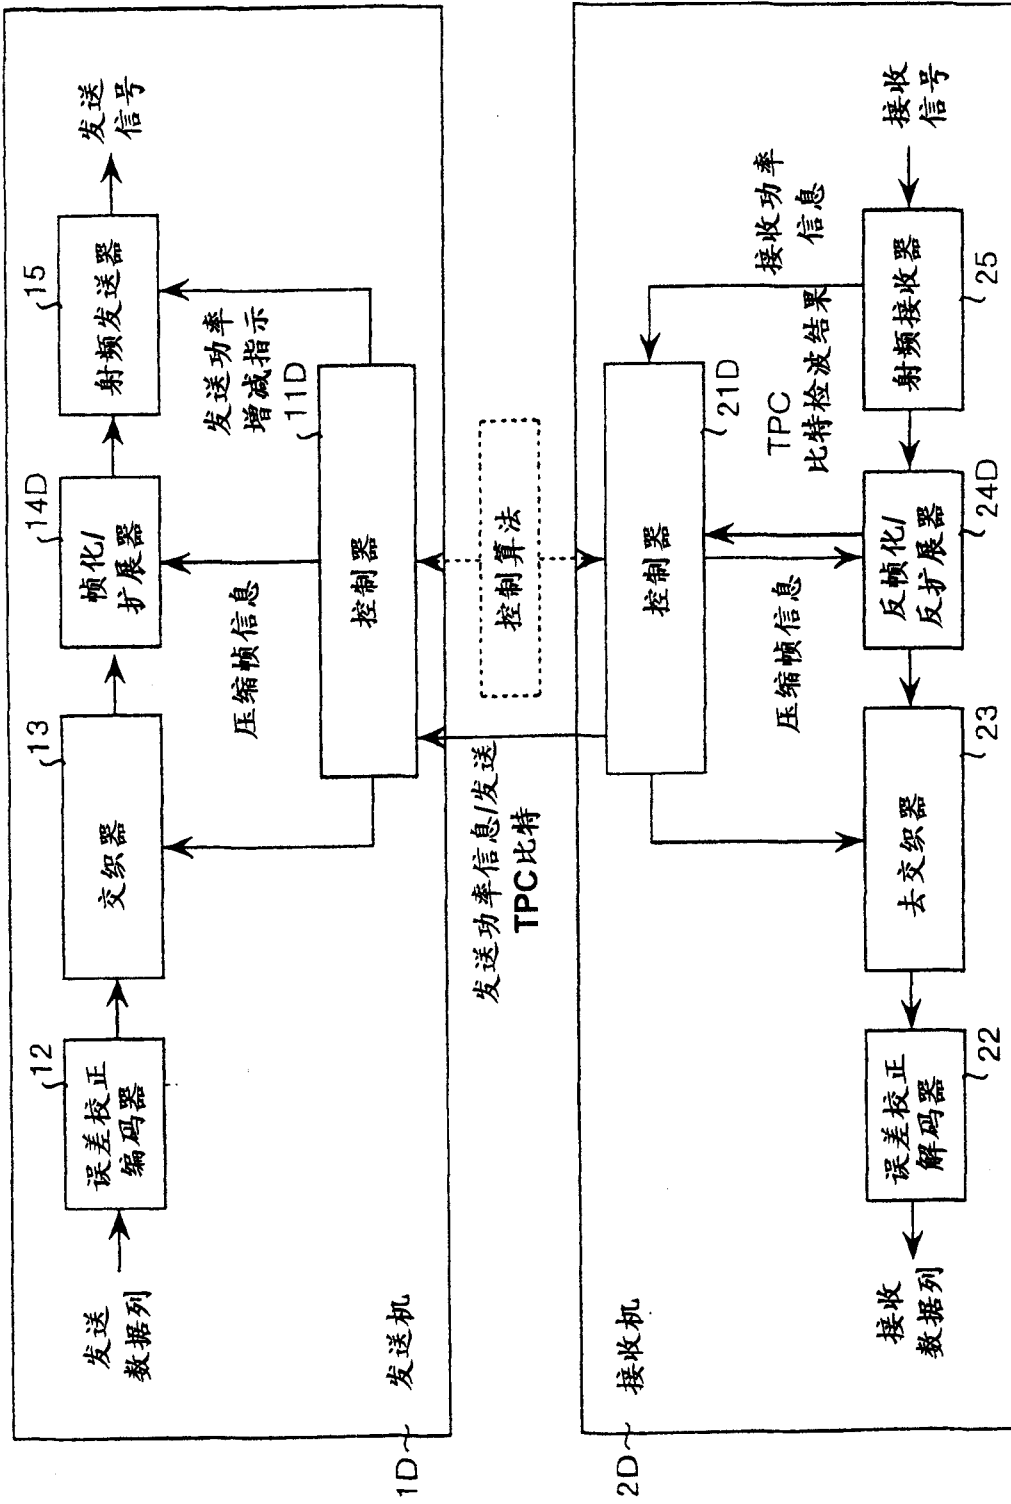 发送
数据列
12
误差校正
编码器
13
交织器
14D
帧化/
扩展器
15
射频发送器
发送
信号
压缩帧信息
发送功率
增减指示
11D
控制器
1D
发送机
发送功率信息/发送
TPC比特
控制算法
2D
接收机
控制器
21D
压缩帧信息
TPC
比特检波结果
接收功率
信息
接收
数据列
误差校正
解码器
22
去交织器
23
反帧化/
反扩展器
24D
射频接收器
25
接收
信号